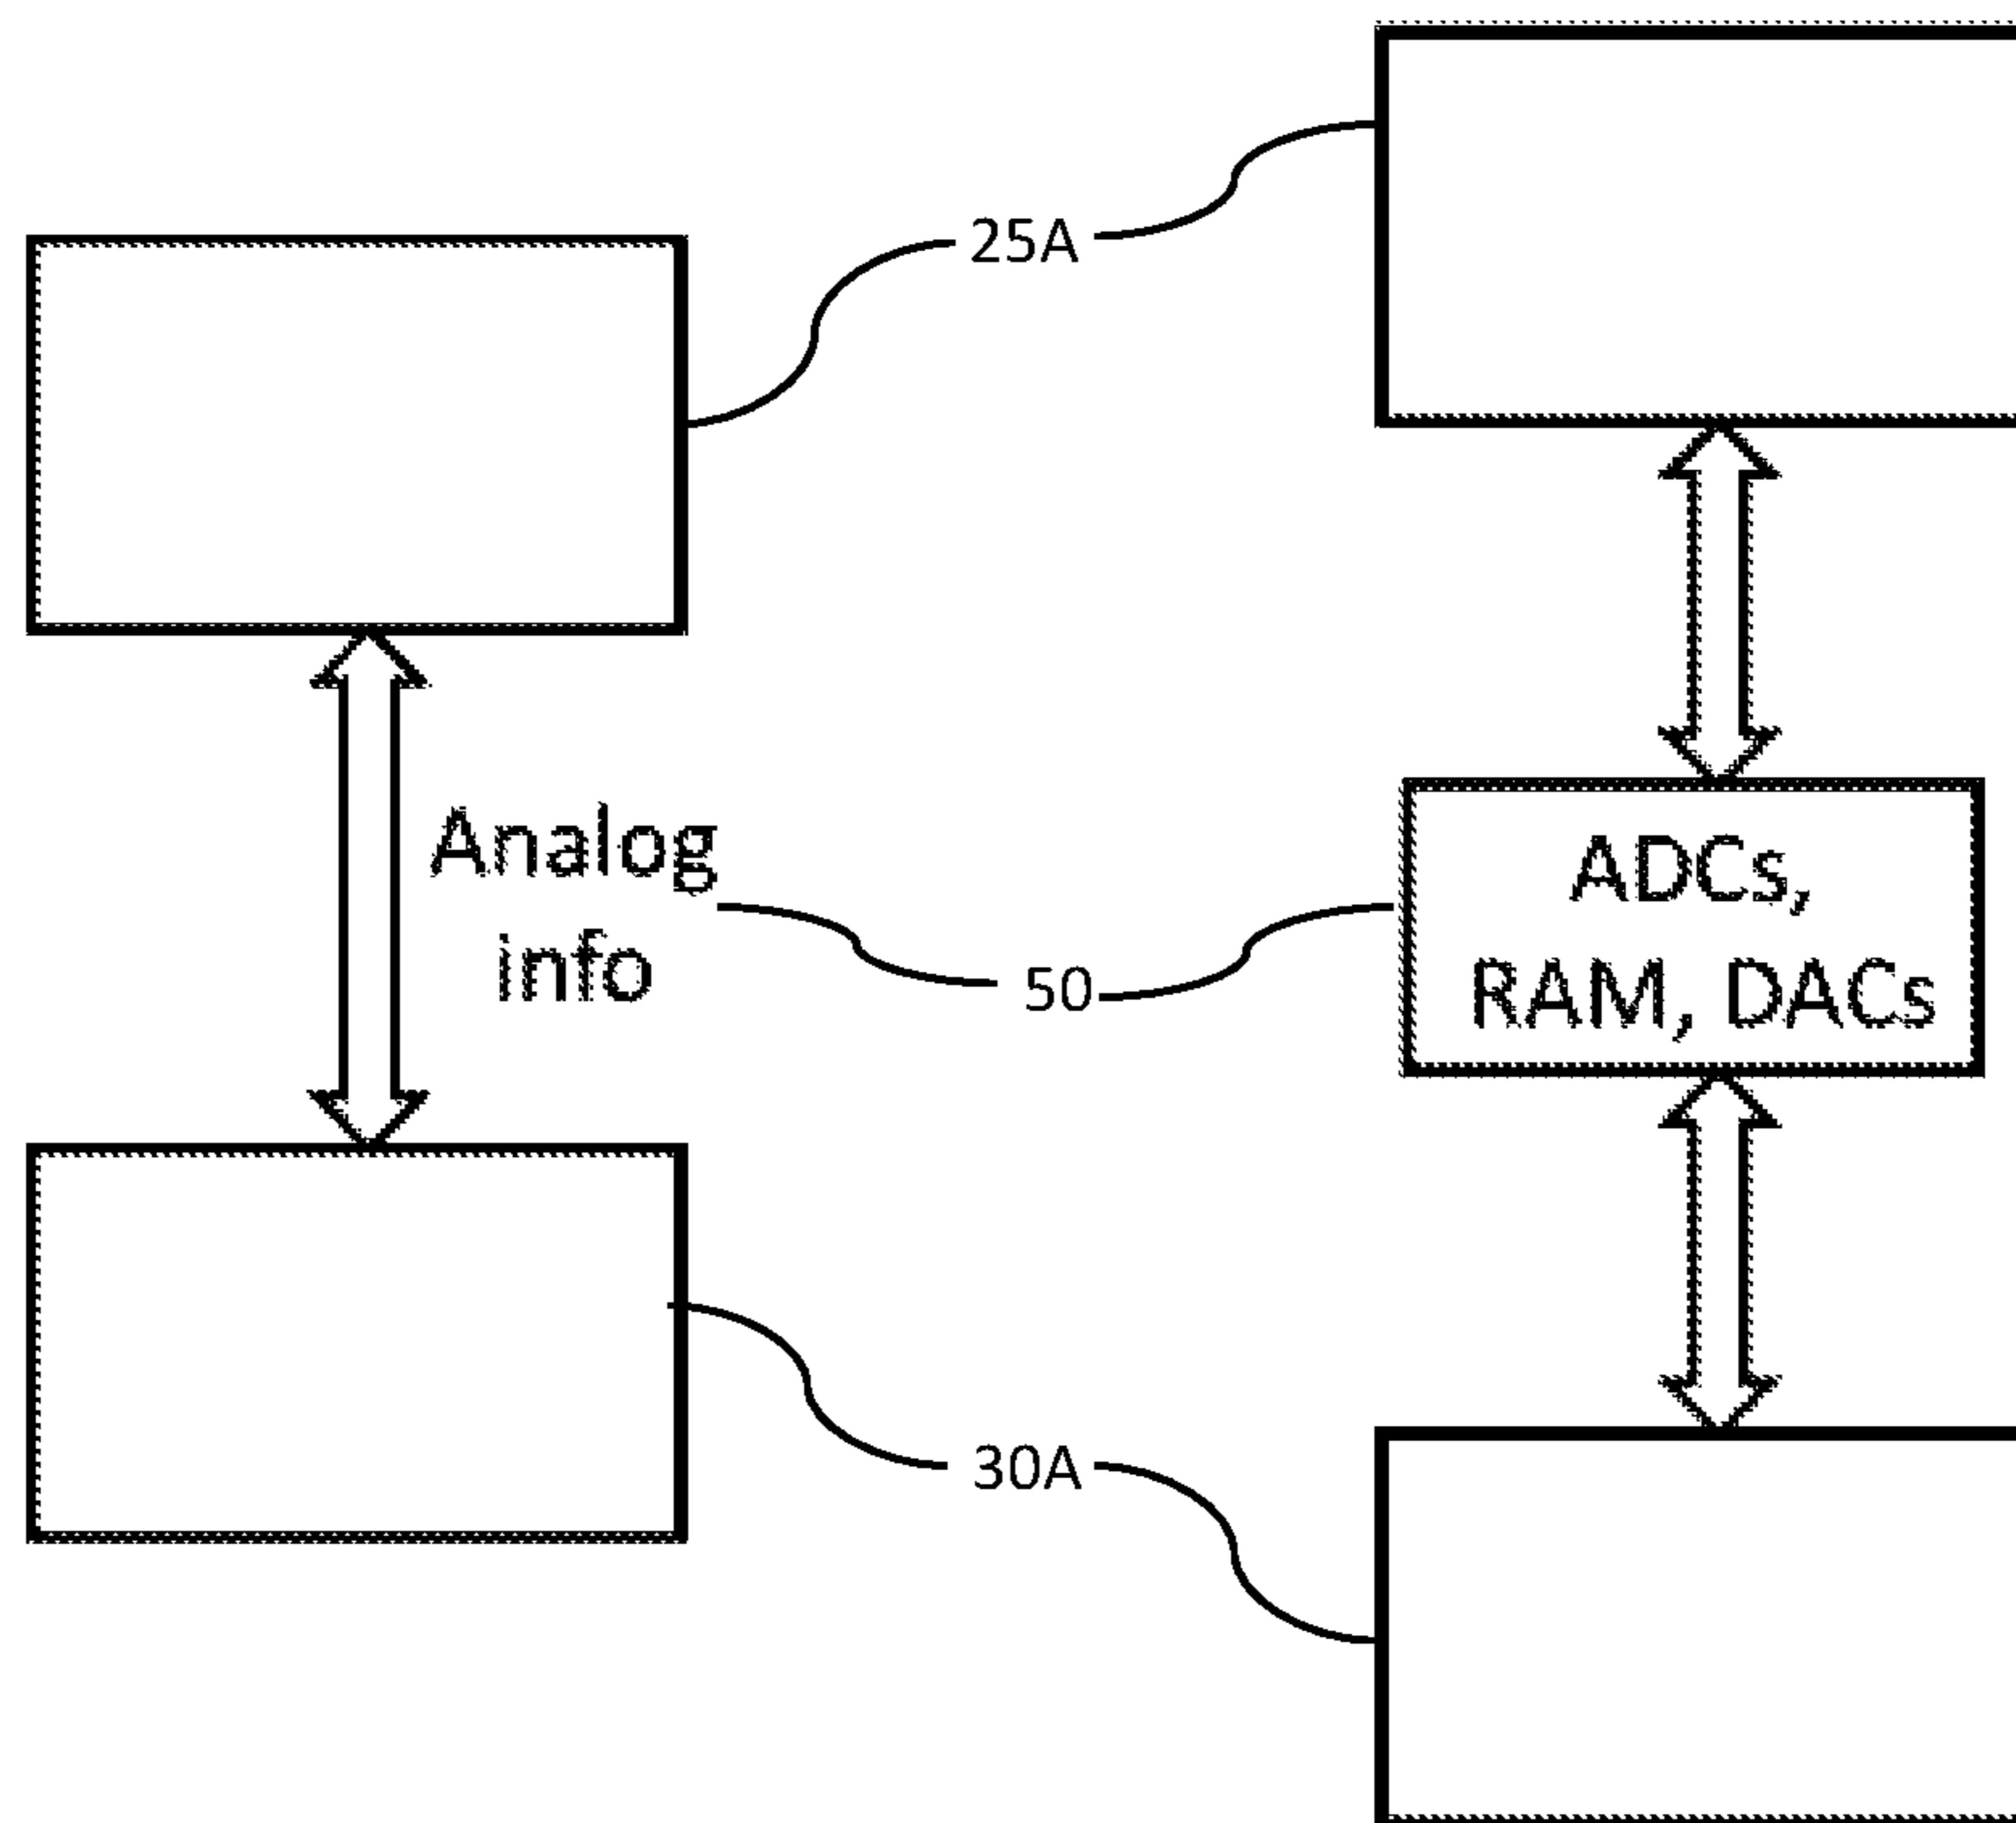 25A
Analog
info
50
ADCs,
RAM, DACs
30A